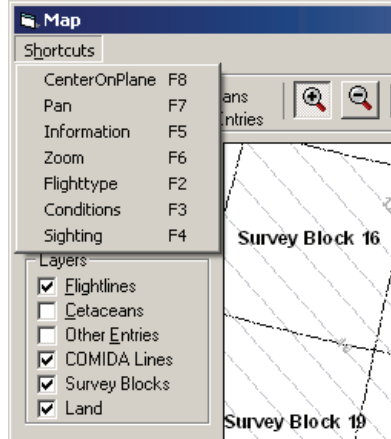 Map
Shortcuts
CenterOnPlane F8
Pan F7
Information F5
Zoom F6
Flighttype F2
Conditions F3
Sighting F4
ans
ntries
Layers
Flightlines
Cetaceans
Other Entries
COMIDA Lines
Survey Blocks
Land
Survey Block 16
Survey Block 19